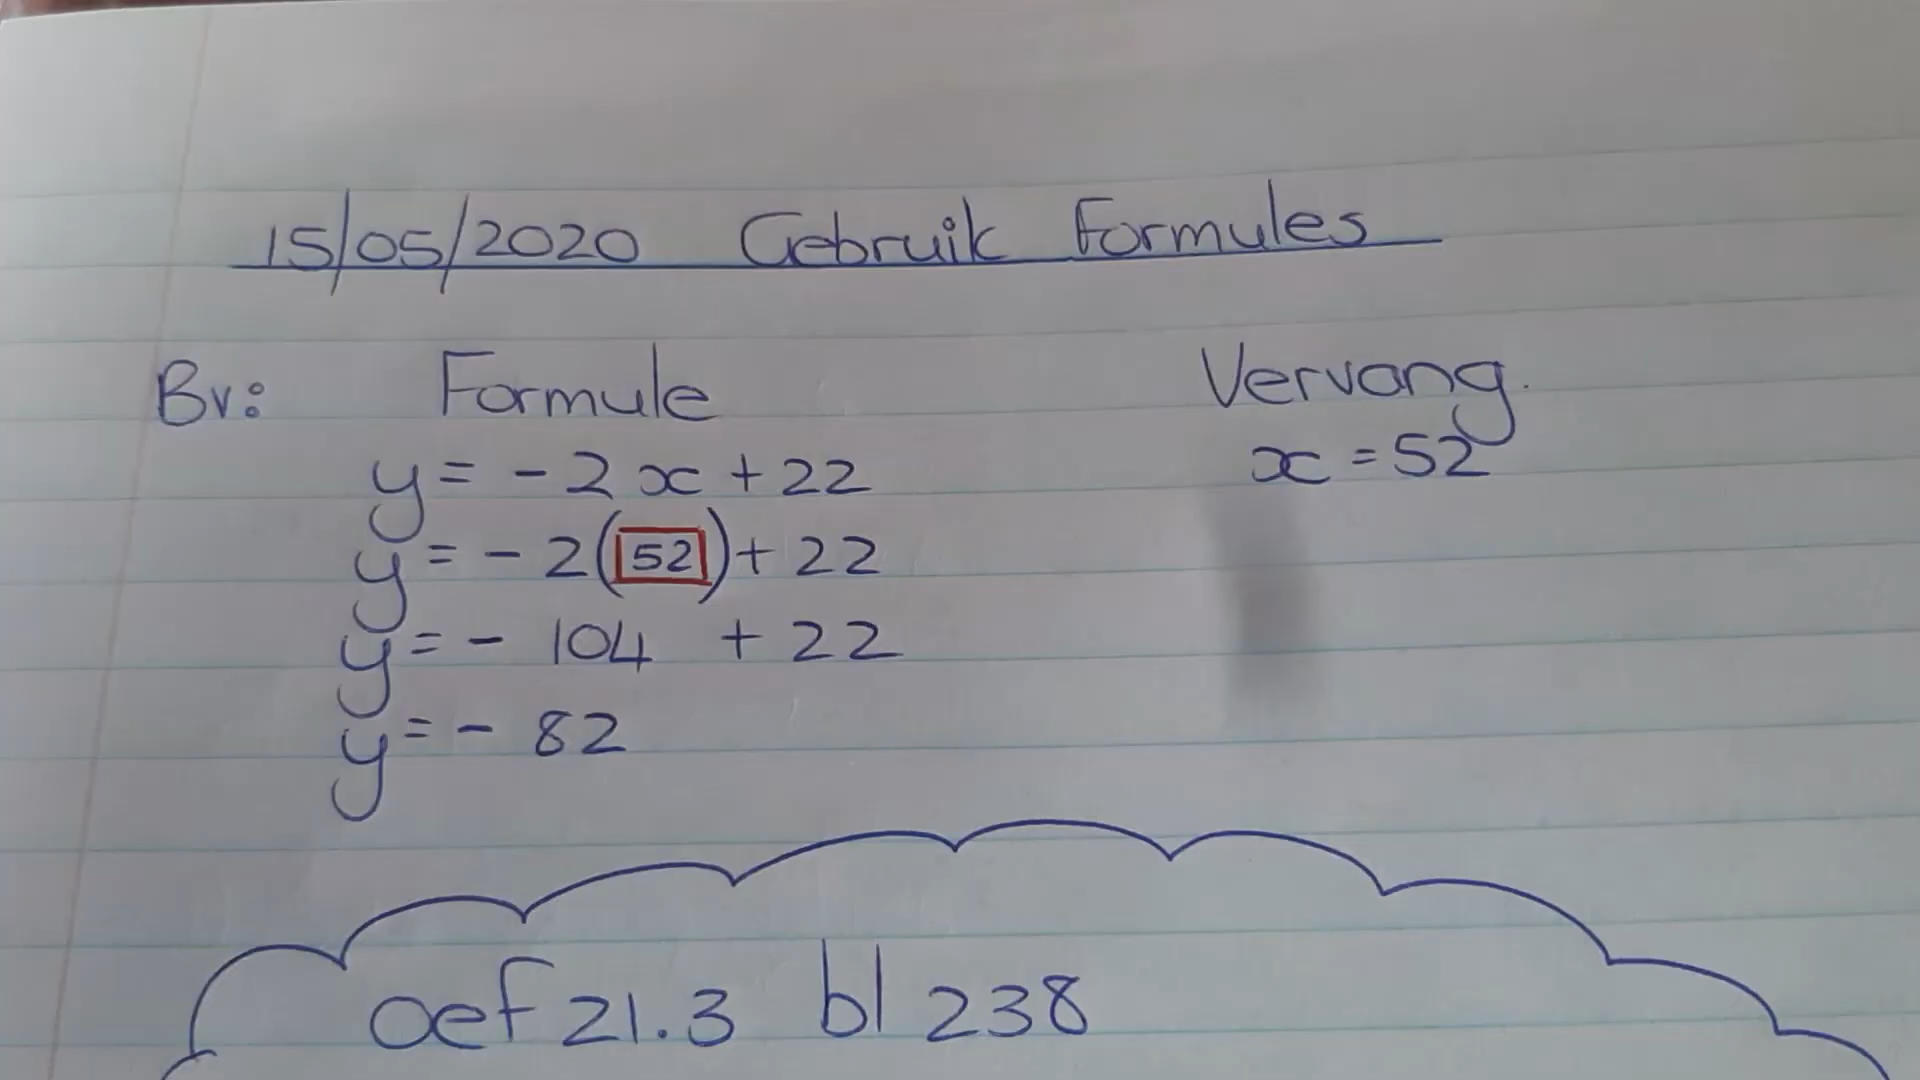 15/05/2020 Gebruik Formules
Bv: Formule Vervang.
y = - 2x + 22 x = 52
y = - 2(52) + 22
y = - 104 + 22
y = - 82
oef 21.3 bl 238